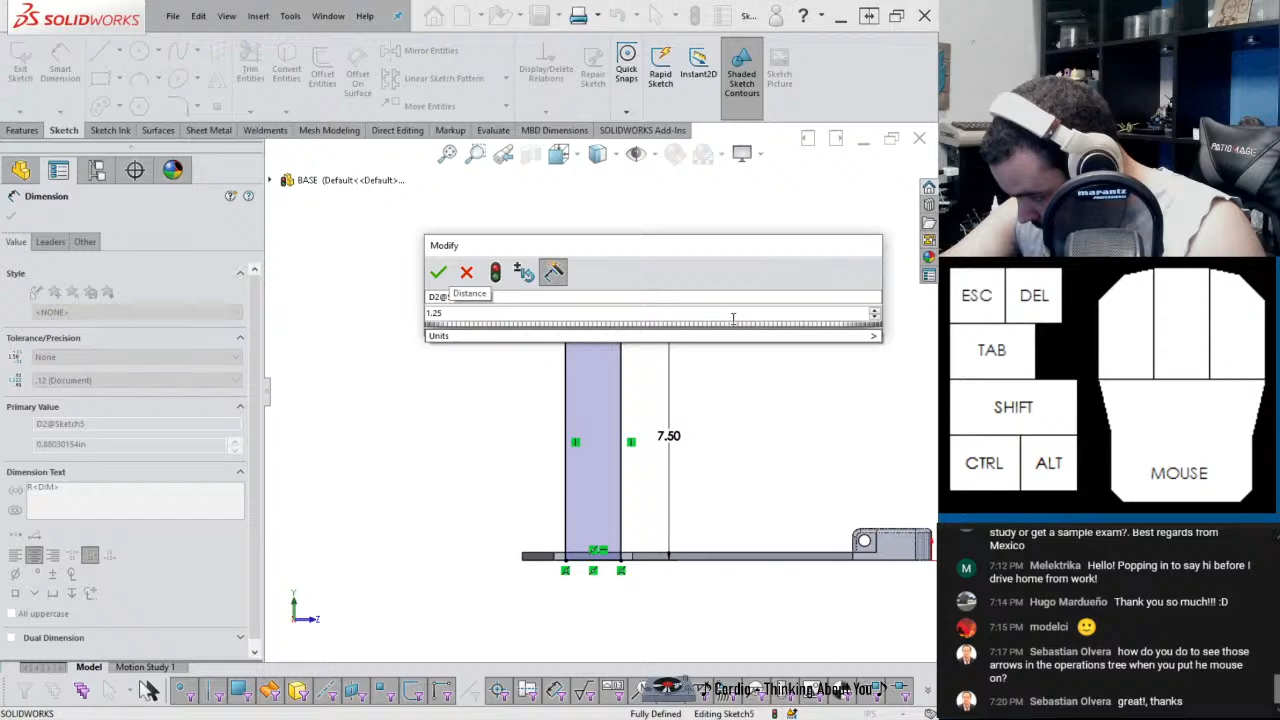 SOLIDWORKS
File
Edit
View
Insert
Tools
Window
Help
Sk...
Exit Sketch
Smart Dimension
Trim Entities
Convert Entities
Offset Entities
Offset On Surface
Mirror Entities
Linear Sketch Pattern
Move Entities
Display/Delete Relations
Repair Sketch
Quick Snaps
Rapid Sketch
Instant2D
Shaded Sketch Contours
Sketch Picture
Features
Sketch
Sketch Ink
Surfaces
Sheet Metal
Weldments
Mesh Modeling
Direct Editing
Markup
Evaluate
MBD Dimensions
SOLIDWORKS Add-Ins
BASE (Default<<Default>...
Dimension
Value
Leaders
Other
Style
<NONE>
Tolerance/Precision
None
.12 (Document)
Primary Value
D2@Sketch5
0.88030154in
Dimension Text
R<DIM>
All uppercase
Dual Dimension
Modify
Distance
1.25
Units
7.50
Y
Z
Model
Motion Study 1
SOLIDWORKS
Fully Defined
Editing Sketch5
IPS
Cardio - Thinking About You
marantz
PROFESSIONAL
PATIOMAGE
ESC
DEL
TAB
SHIFT
CTRL
ALT
MOUSE
study or get a sample exam?. Best regards from
Mexico
M
7:12 PM Melektrika Hello! Popping in to say hi before I
drive home from work!
7:14 PM Hugo Mardueño Thank you so much!!! :D
7:15 PM modelci
7:17 PM Sebastian Olvera how do you do to see those
arrows in the operations tree when you put he mouse
on?
7:20 PM Sebastian Olvera great!, thanks